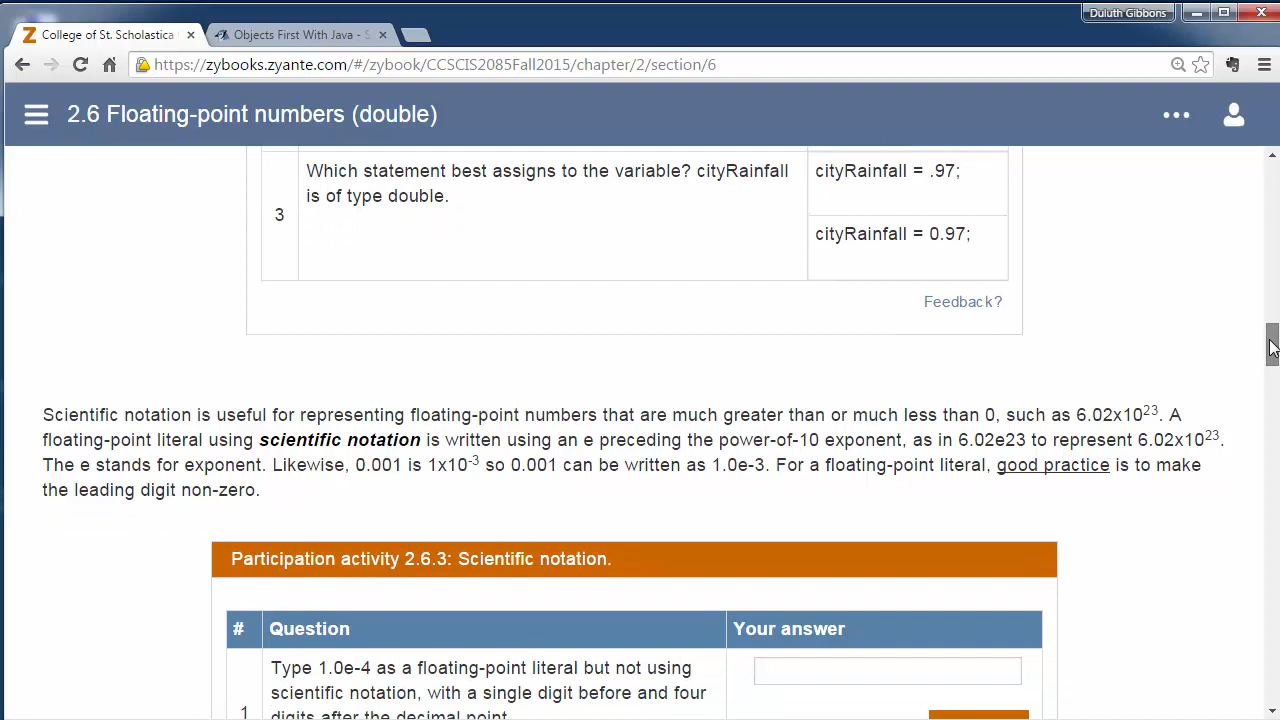 Duluth Gibbons
College of St. Scholastica
Objects First With Java - S
https://zybooks.zyante.com/#/zybook/CCSCIS2085Fall2015/chapter/2/section/6
2.6 Floating-point numbers (double)
3
Which statement best assigns to the variable? cityRainfall
is of type double.
cityRainfall = .97;
cityRainfall = 0.97;
Feedback?
Scientific notation is useful for representing floating-point numbers that are much greater than or much less than 0, such as 6.02x10²³. A
floating-point literal using scientific notation is written using an e preceding the power-of-10 exponent, as in 6.02e23 to represent 6.02x10²³.
The e stands for exponent. Likewise, 0.001 is 1x10⁻³ so 0.001 can be written as 1.0e-3. For a floating-point literal, good practice is to make
the leading digit non-zero.
Participation activity 2.6.3: Scientific notation.
# Question Your answer
1
Type 1.0e-4 as a floating-point literal but not using
scientific notation, with a single digit before and four
digits after the decimal point.